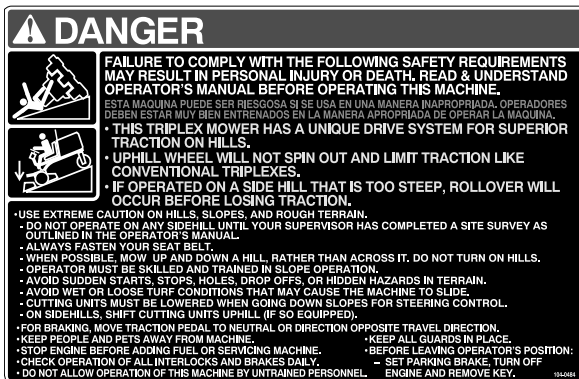 DANGER
FAILURE TO COMPLY WITH THE FOLLOWING SAFETY REQUIREMENTS
MAY RESULT IN PERSONAL INJURY OR DEATH. READ & UNDERSTAND
OPERATOR'S MANUAL BEFORE OPERATING THIS MACHINE.
ESTA MAQUINA PUEDE SER RIESGOSA SI SE USA EN UNA MANERA INAPROPRIADA. OPERADORES
DEBEN ESTAR MUY BIEN ENTRENADOS EN LA MANERA APROPRIADA DE OPERAR LA MAQUINA.
• THIS TRIPLEX MOWER HAS A UNIQUE DRIVE SYSTEM FOR SUPERIOR
TRACTION ON HILLS.
• UPHILL WHEEL WILL NOT SPIN OUT AND LIMIT TRACTION LIKE
CONVENTIONAL TRIPLEXES.
• IF OPERATED ON A SIDE HILL THAT IS TOO STEEP, ROLLOVER WILL
OCCUR BEFORE LOSING TRACTION.
•USE EXTREME CAUTION ON HILLS, SLOPES, AND ROUGH TERRAIN.
- DO NOT OPERATE ON ANY SIDEHILL UNTIL YOUR SUPERVISOR HAS COMPLETED A SITE SURVEY AS
OUTLINED IN THE OPERATOR'S MANUAL.
- ALWAYS FASTEN YOUR SEAT BELT.
- WHEN POSSIBLE, MOW UP AND DOWN A HILL, RATHER THAN ACROSS IT. DO NOT TURN ON HILLS.
- OPERATOR MUST BE SKILLED AND TRAINED IN SLOPE OPERATION.
- AVOID SUDDEN STARTS, STOPS, HOLES, DROP OFFS, OR HIDDEN HAZARDS IN TERRAIN.
- AVOID WET OR LOOSE TURF CONDITIONS THAT MAY CAUSE THE MACHINE TO SLIDE.
- CUTTING UNITS MUST BE LOWERED WHEN GOING DOWN SLOPES FOR STEERING CONTROL.
- ON SIDEHILLS, SHIFT CUTTING UNITS UPHILL (IF SO EQUIPPED).
•FOR BRAKING, MOVE TRACTION PEDAL TO NEUTRAL OR DIRECTION OPPOSITE TRAVEL DIRECTION.
•KEEP PEOPLE AND PETS AWAY FROM MACHINE.
•STOP ENGINE BEFORE ADDING FUEL OR SERVICING MACHINE.
•CHECK OPERATION OF ALL INTERLOCKS AND BRAKES DAILY.
• DO NOT ALLOW OPERATION OF THIS MACHINE BY UNTRAINED PERSONNEL.
•KEEP ALL GUARDS IN PLACE.
•BEFORE LEAVING OPERATOR'S POSITION:
– SET PARKING BRAKE, TURN OFF
ENGINE AND REMOVE KEY.
104-0484